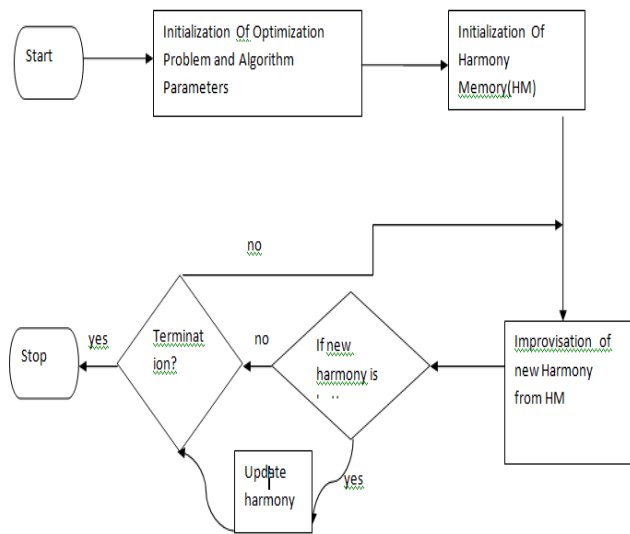 Start
Initialization Of Optimization
Problem and Algorithm
Parameters
Initialization Of
Harmony
Memory(HM)
no
Stop
yes
Terminat
ion?
no
If new
harmony is
Improvisation of
new Harmony
from HM
Update
harmony
yes